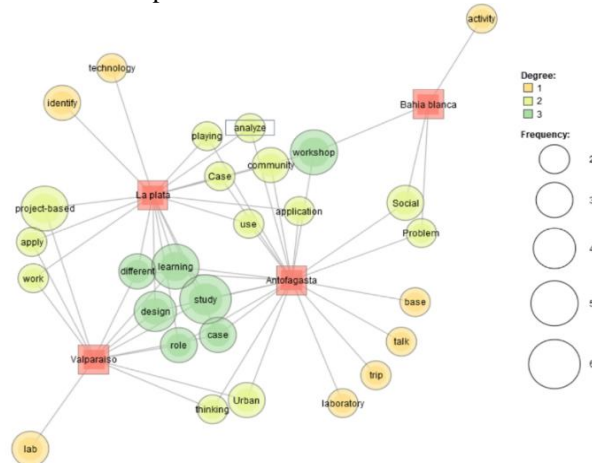 activity
technology
Degree:
1
2
3
identify
Bahia blanca
Frequency:
playing
analyze
workshop
2
Case
community
La plata
3
project-based
Social
use
application
apply
Problem
4
different
learning
work
Antofagasta
study
base
5
design
case
talk
role
Valparaiso
6
trip
thinking
Urban
laboratory
lab